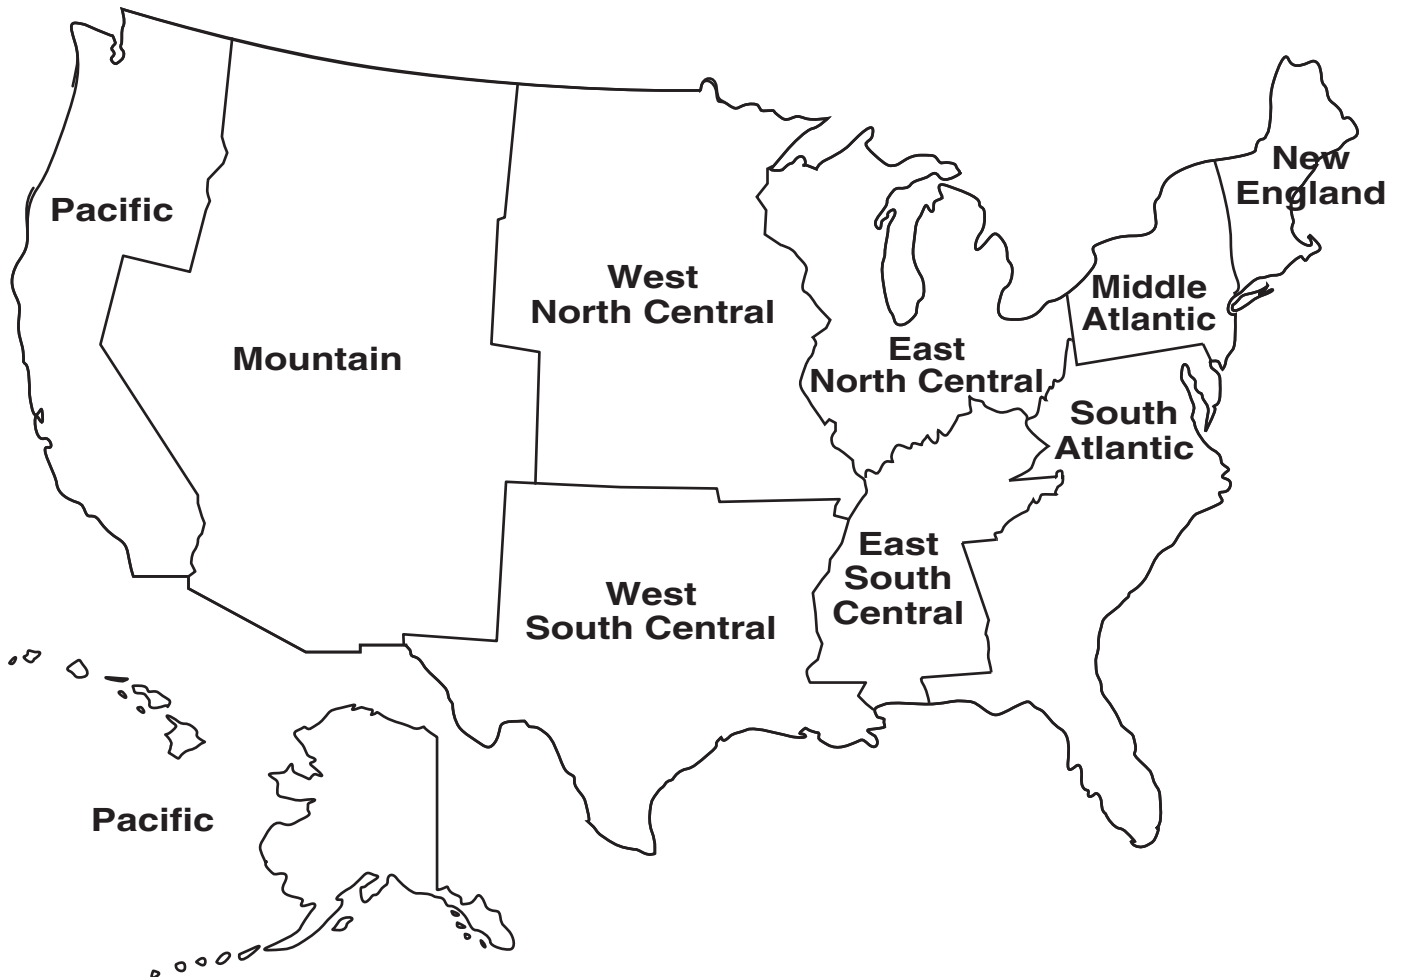 New
England
Pacific
West
North Central
Middle
Atlantic
Mountain
East
North Central
South
Atlantic
East
South
Central
West
South Central
Pacific